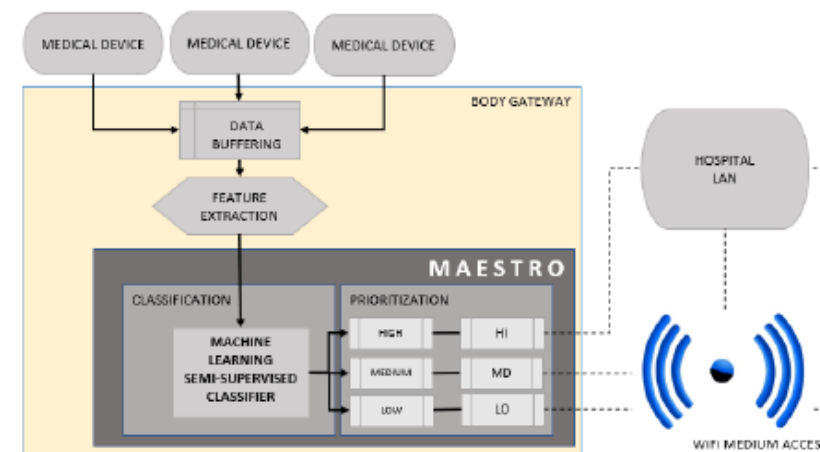 MEDICAL DEVICE
MEDICAL DEVICE
MEDICAL DEVICE
BODY GATEWAY
DATA
BUFFERING
HOSPITAL
LAN
FEATURE
EXTRACTION
MAESTRO
CLASSIFICATION
PRIORITIZATION
MACHINE
LEARNING
SEMI-SUPERVISED
CLASSIFIER
HIGH
HI
MEDIUM
MD
LOW
LO
WIFI MEDIUM ACCES